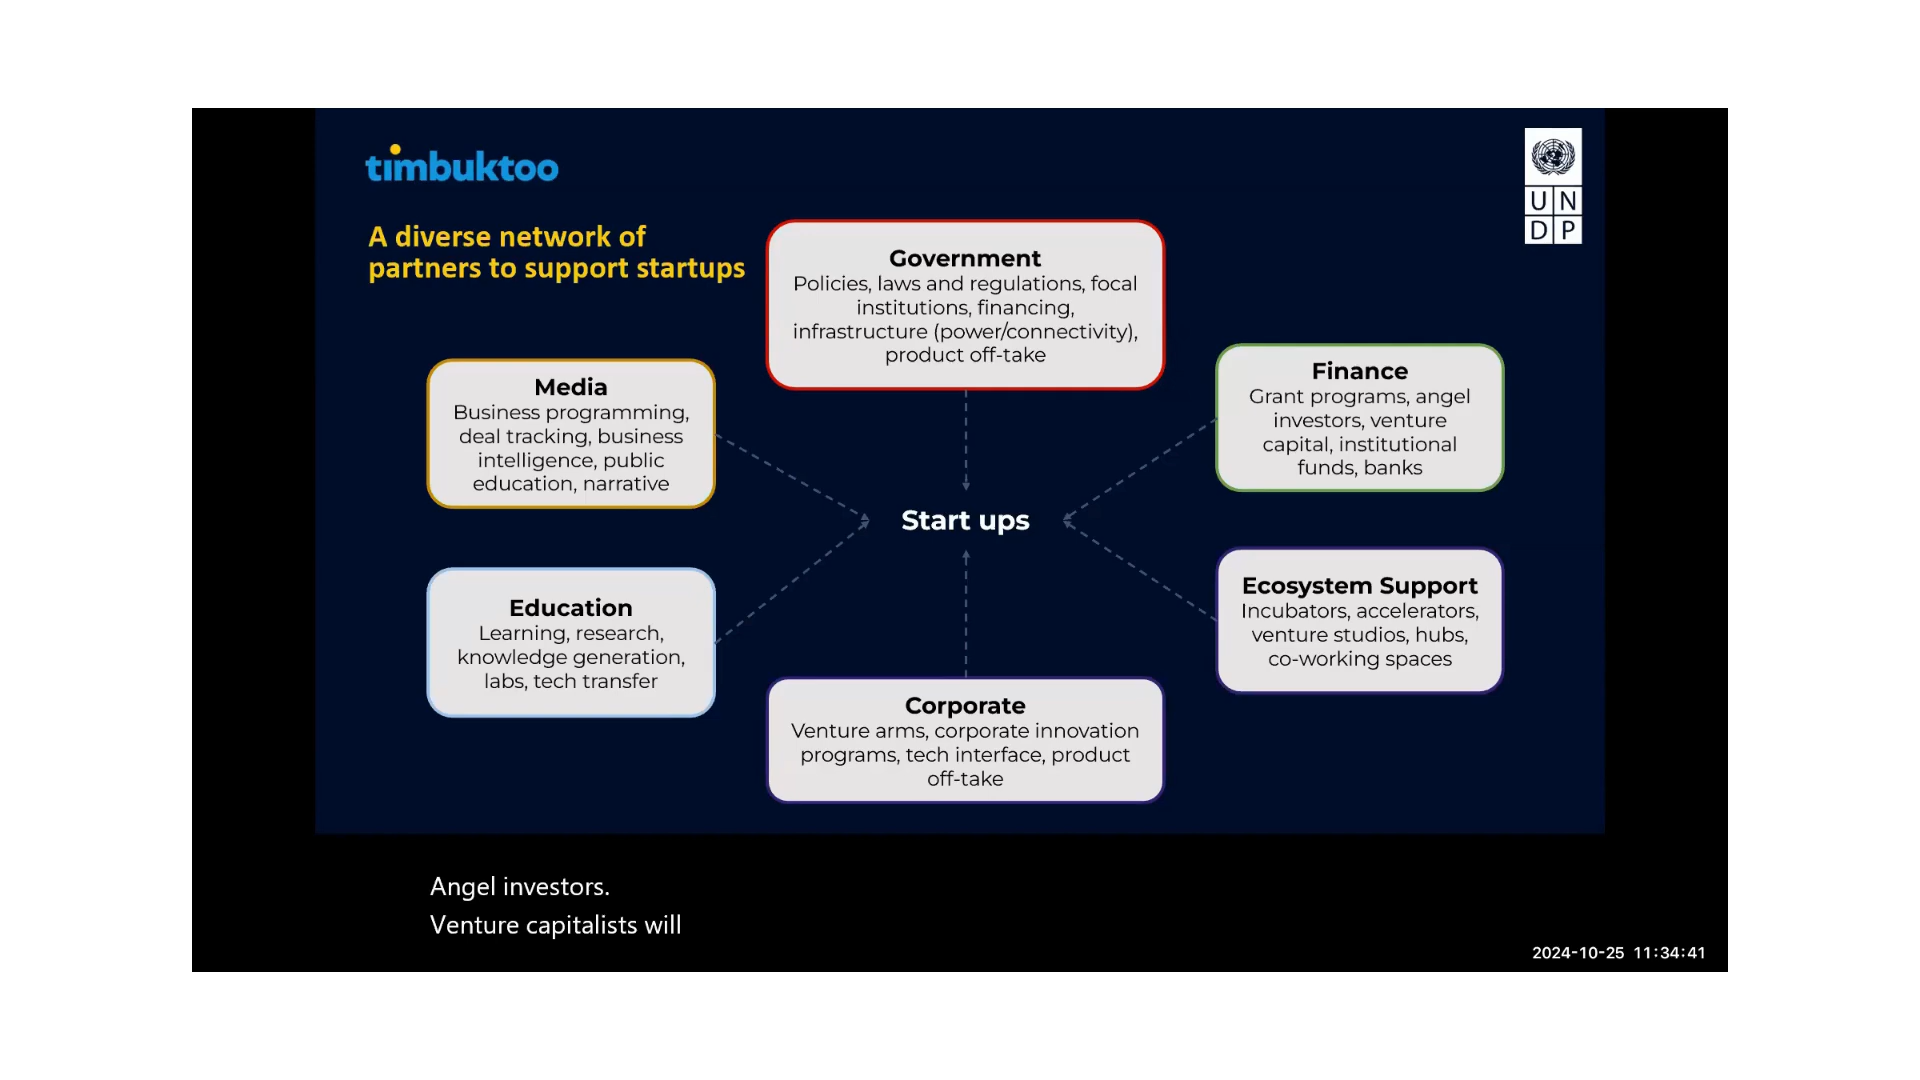 timbuktoo
UN
DP
A diverse network of
partners to support startups
Government
Policies, laws and regulations, focal
institutions, financing,
infrastructure (power/connectivity),
product off-take
Media
Business programming,
deal tracking, business
intelligence, public
education, narrative
Finance
Grant programs, angel
investors, venture
capital, institutional
funds, banks
Start ups
Education
Learning, research,
knowledge generation,
labs, tech transfer
Ecosystem Support
Incubators, accelerators,
venture studios, hubs,
co-working spaces
Corporate
Venture arms, corporate innovation
programs, tech interface, product
off-take
Angel investors.
Venture capitalists will
2024-10-25 11:34:41